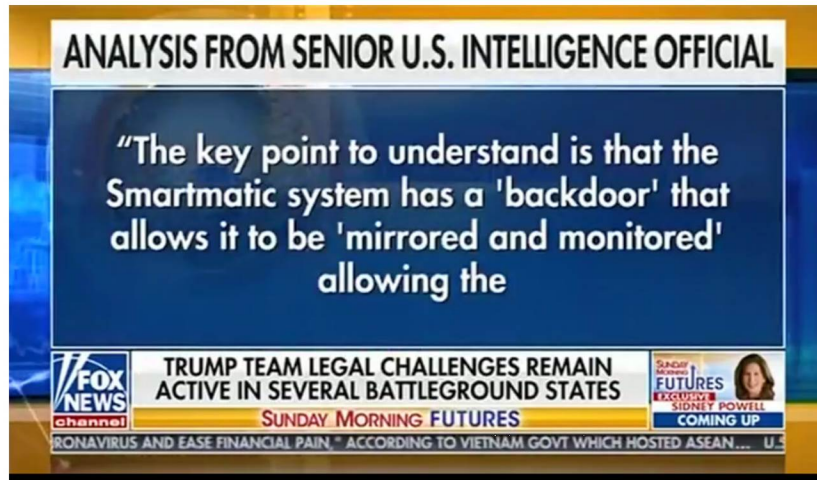 ANALYSIS FROM SENIOR U.S. INTELLIGENCE OFFICIAL
“The key point to understand is that the
Smartmatic system has a 'backdoor' that
allows it to be 'mirrored and monitored'
allowing the
FOX
NEWS
channel
TRUMP TEAM LEGAL CHALLENGES REMAIN
ACTIVE IN SEVERAL BATTLEGROUND STATES
SUNDAY MORNING FUTURES
SUNDAY
MORNING
FUTURES
EXCLUSIVE
SIDNEY POWELL
COMING UP
RONAVIRUS AND EASE FINANCIAL PAIN," ACCORDING TO VIETNAM GOVT WHICH HOSTED ASEAN... U.S